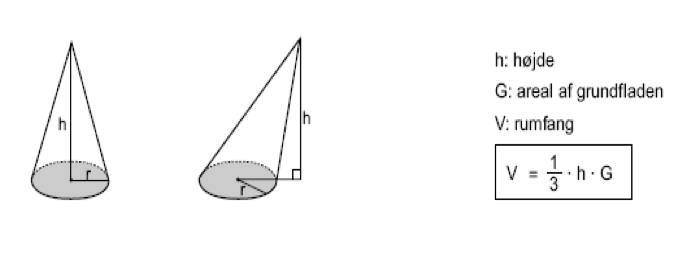 h
r
h
r
h: højde
G: areal af grundfladen
V: rumfang
V = 1/3 · h · G